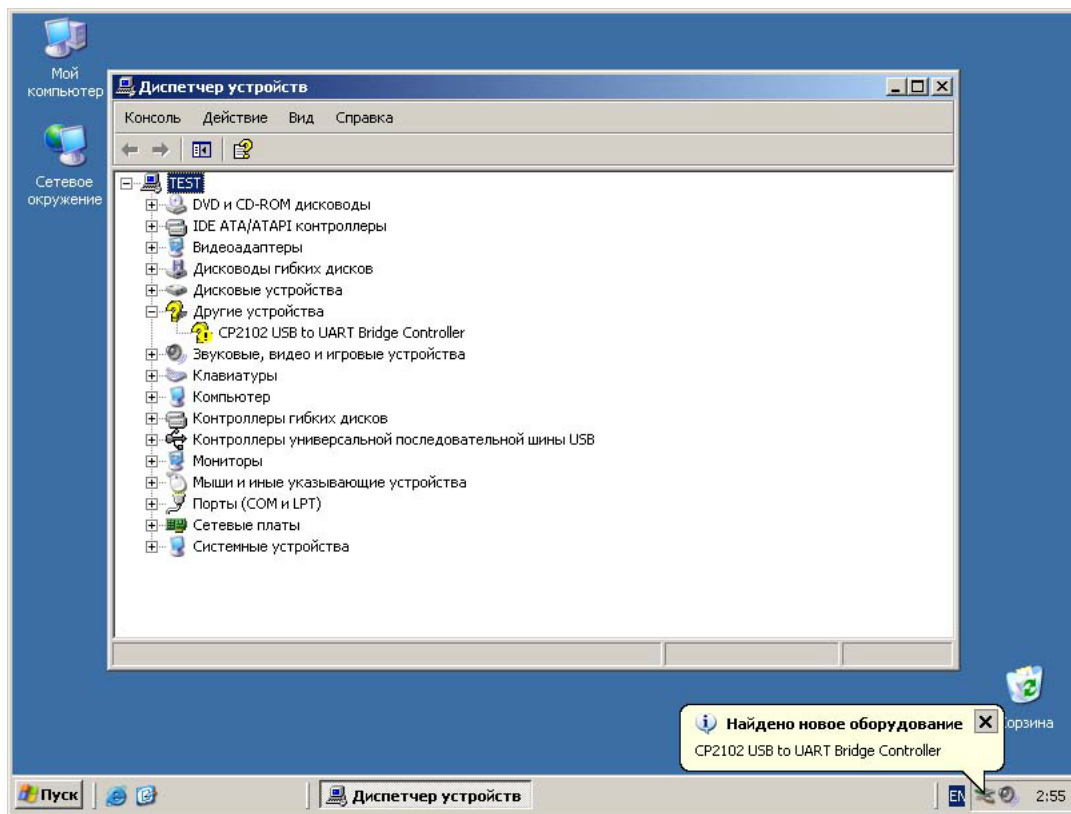 Мой
компьютер
Сетевое
окружение
Диспетчер устройств
Консоль Действие Вид Справка
TEST
DVD и CD-ROM дисководы
IDE ATA/ATAPI контроллеры
Видеоадаптеры
Дисководы гибких дисков
Дисковые устройства
Другие устройства
CP2102 USB to UART Bridge Controller
Звуковые, видео и игровые устройства
Клавиатуры
Компьютер
Контроллеры гибких дисков
Контроллеры универсальной последовательной шины USB
Мониторы
Мыши и иные указывающие устройства
Порты (COM и LPT)
Сетевые платы
Системные устройства
орзина
Найдено новое оборудование
CP2102 USB to UART Bridge Controller
Пуск
Диспетчер устройств
EN
2:55